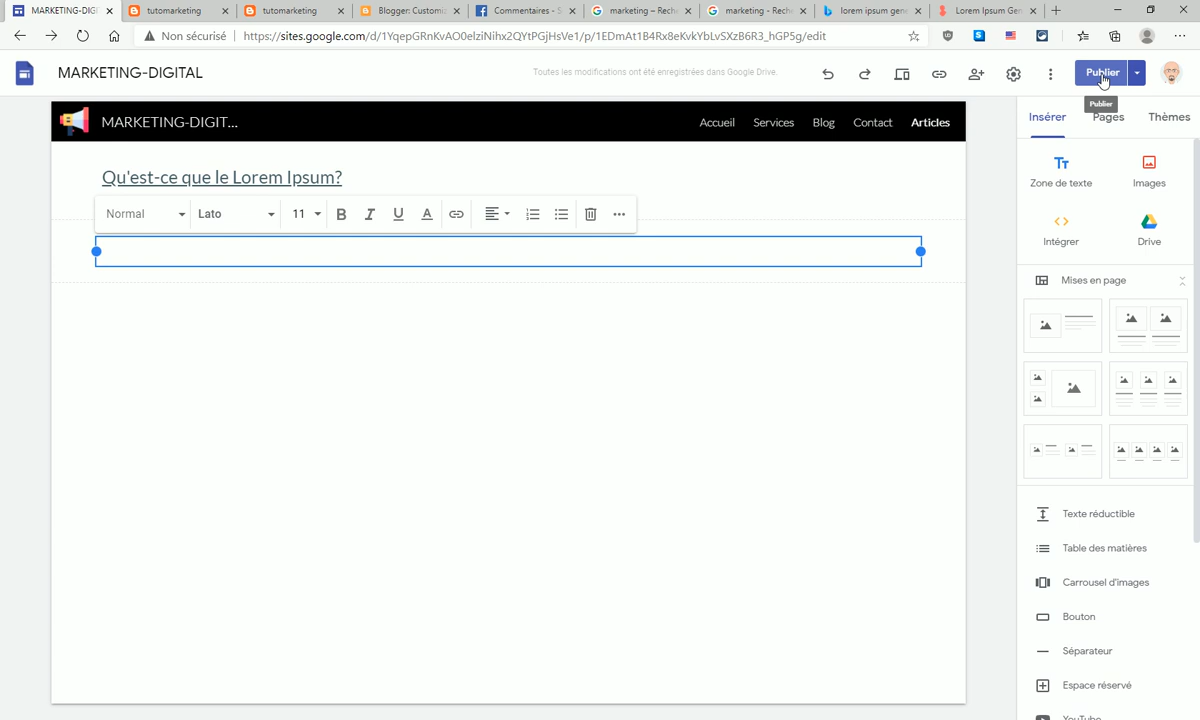 MARKETING-DIGI
tutomarketing
tutomarketing
Blogger: Customiz
Commentaires - S
marketing – Reche
marketing - Reche
lorem ipsum gene
Lorem Ipsum Gen
Non sécurisé
https://sites.google.com/d/1YqepGRnKvAO0elziNihx2QYtPGjHsVe1/p/1EDmAt1B4Rx8eKvkYbLvSXzB6R3_hGP5g/edit
MARKETING-DIGITAL
Toutes les modifications ont été enregistrées dans Google Drive.
Publier
Publier
Insérer
Pages
Thèmes
MARKETING-DIGIT...
Accueil
Services
Blog
Contact
Articles
Qu'est-ce que le Lorem Ipsum?
Normal
Lato
11
B
I
U
A
Tт
Zone de texte
Images
Intégrer
Drive
Mises en page
Texte réductible
Table des matières
Carrousel d'images
Bouton
Séparateur
Espace réservé
YouTube